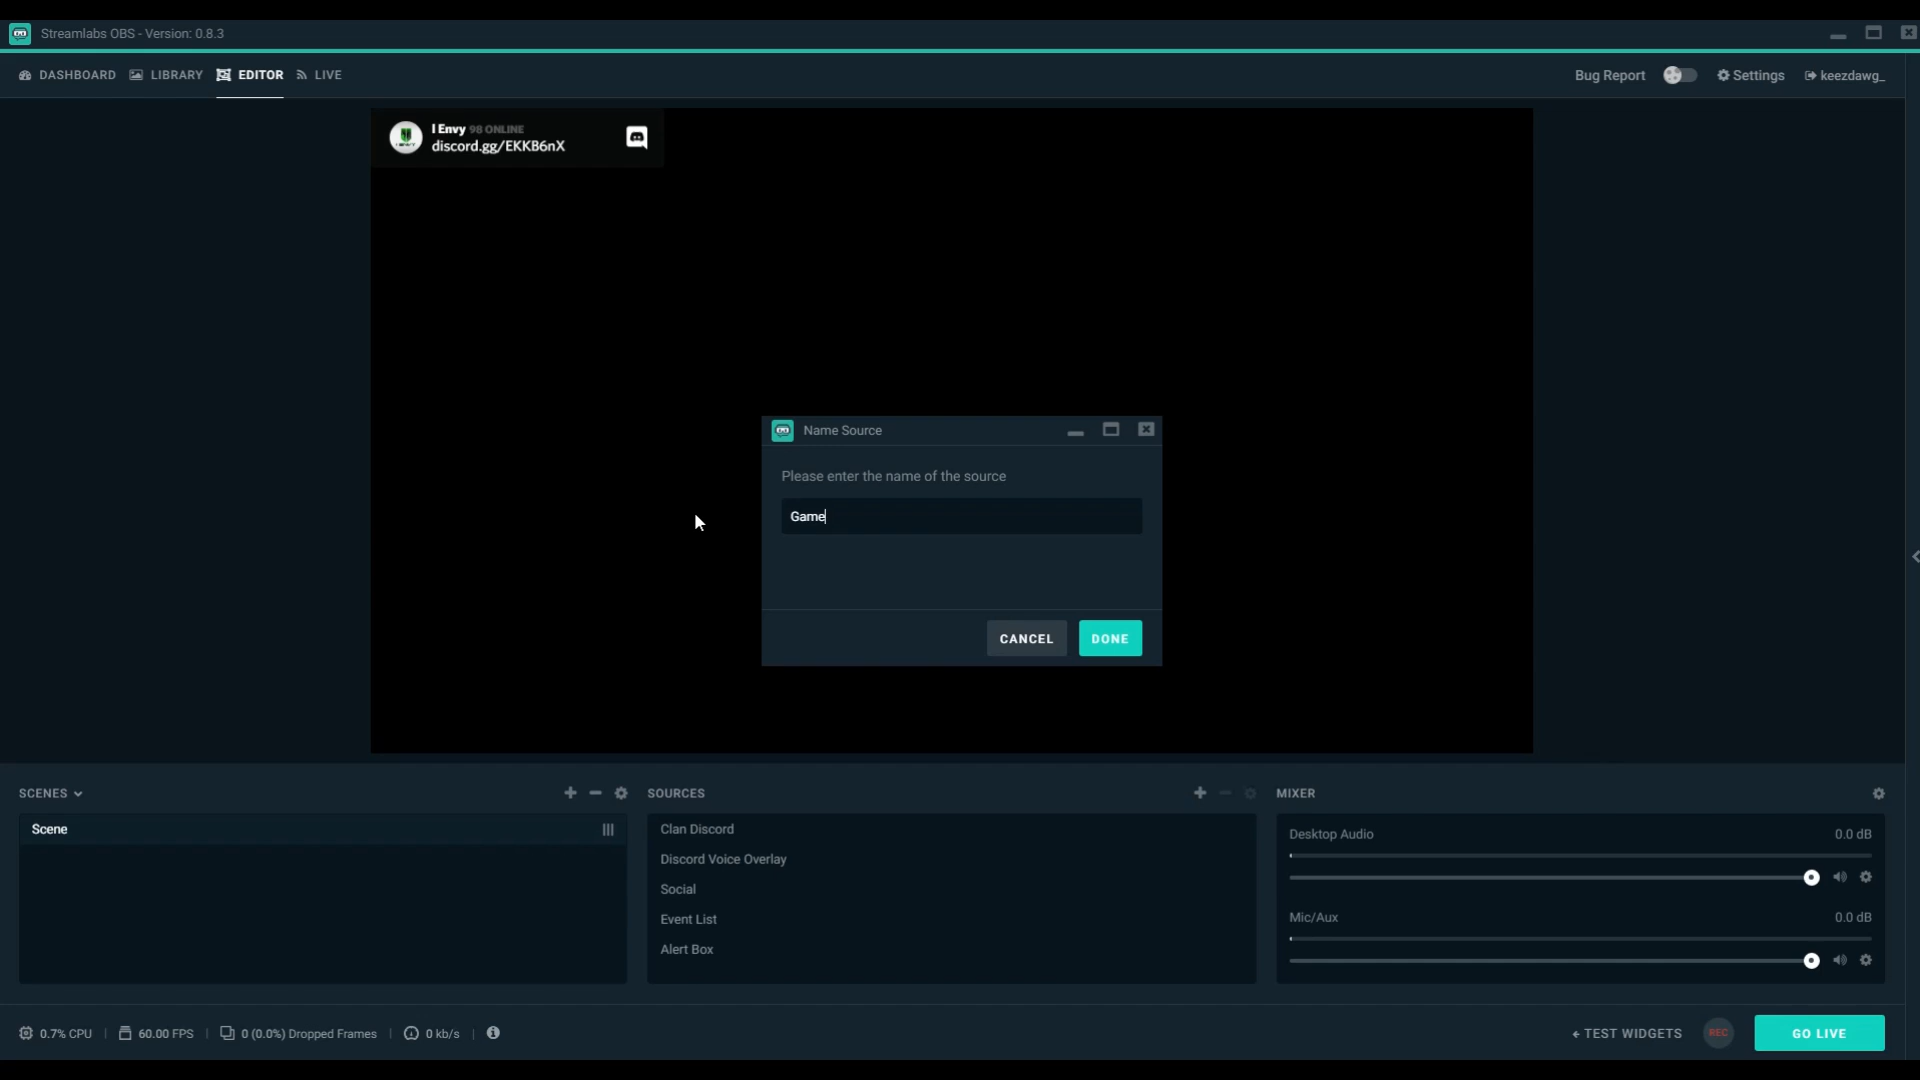 Streamlabs OBS - Version: 0.8.3
DASHBOARD LIBRARY EDITOR LIVE
Bug Report Settings keezdawg_
I Envy 98 ONLINE
discord.gg/EKKB6nX
Name Source
Please enter the name of the source
Game
CANCEL DONE
SCENES
Scene
SOURCES
Clan Discord
Discord Voice Overlay
Social
Event List
Alert Box
MIXER
Desktop Audio 0.0 dB
Mic/Aux 0.0 dB
0.7% CPU | 60.00 FPS | 0 (0.0%) Dropped Frames | 0 kb/s |
+ TEST WIDGETS REC GO LIVE